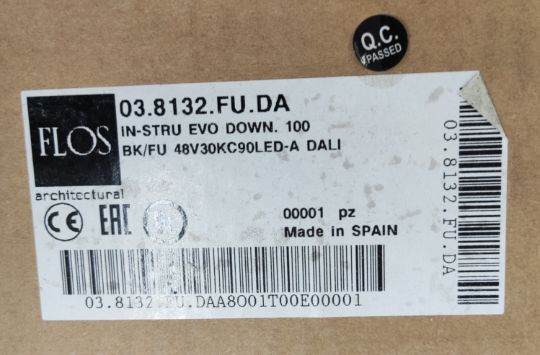 Q.C.
PASSED
FLOS
architectural
03.8132.FU.DA
IN-STRU EVO DOWN. 100
BK/FU 48V30KC90LED-A DALI
CE EAC
00001 pz
Made in SPAIN
03.8132.FU.DAA8001T00E00001
03.8132.FU.DA